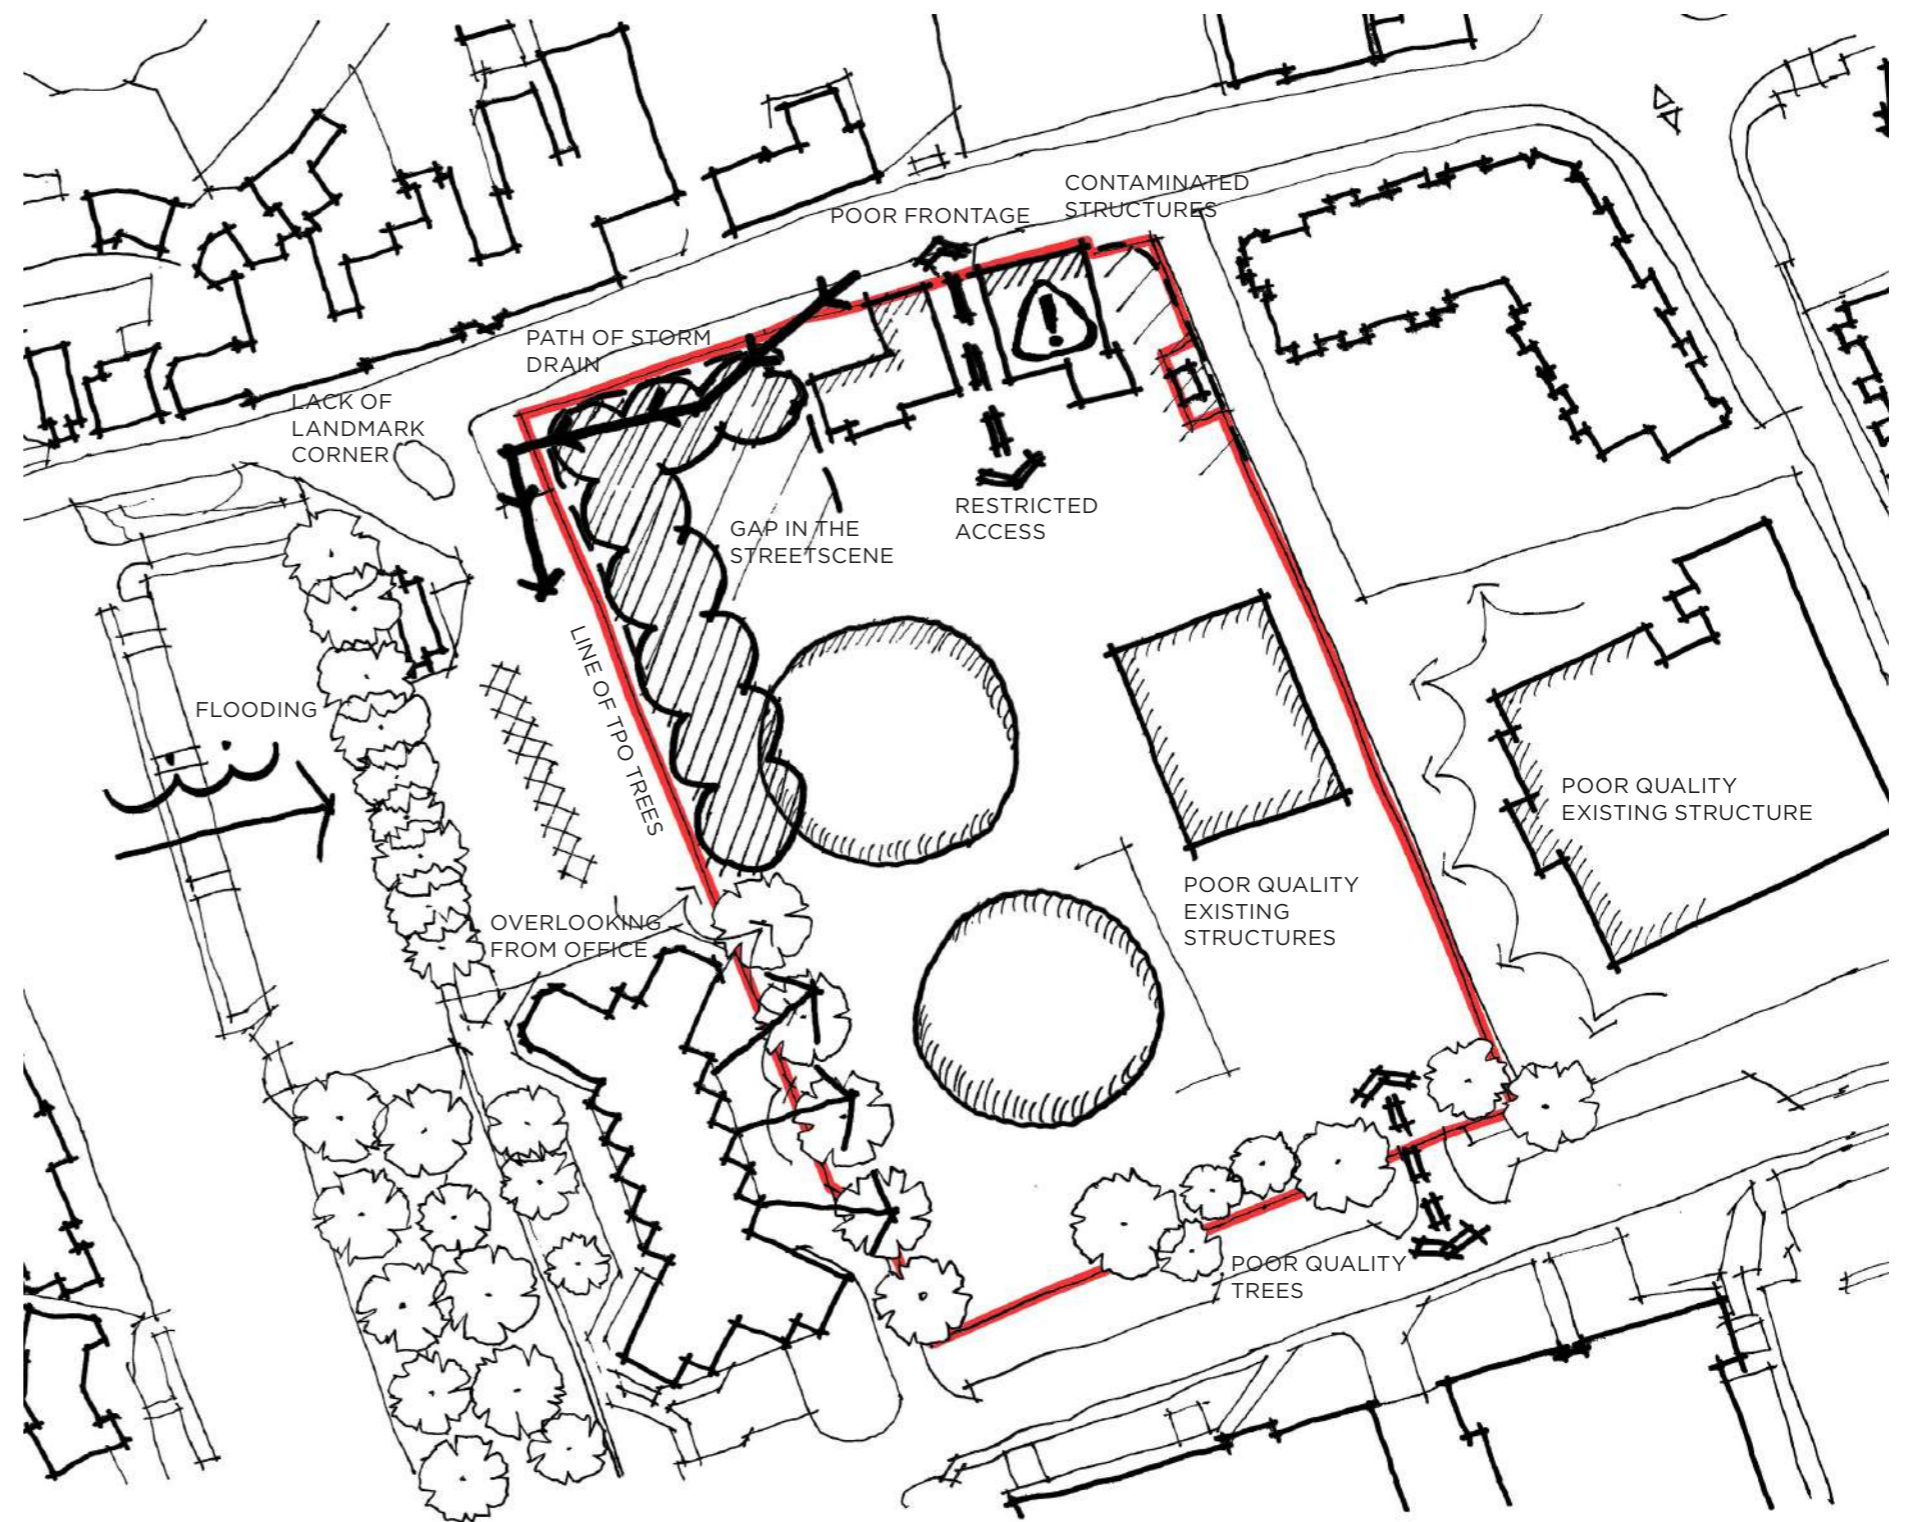 CONTAMINATED
STRUCTURES
POOR FRONTAGE
PATH OF STORM
DRAIN
LACK OF
LANDMARK
CORNER
RESTRICTED
ACCESS
GAP IN THE
STREETSCENE
LINE OF TPO TREES
FLOODING
POOR QUALITY
EXISTING STRUCTURE
POOR QUALITY
EXISTING
STRUCTURES
OVERLOOKING
FROM OFFICE
POOR QUALITY
TREES
!